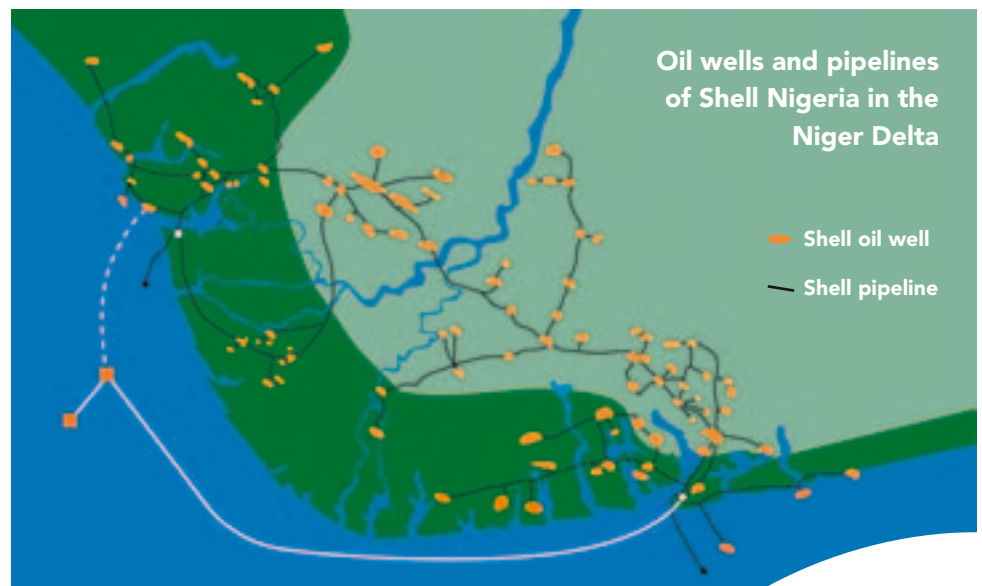 Oil wells and pipelines
of Shell Nigeria in the
Niger Delta
Shell oil well
Shell pipeline